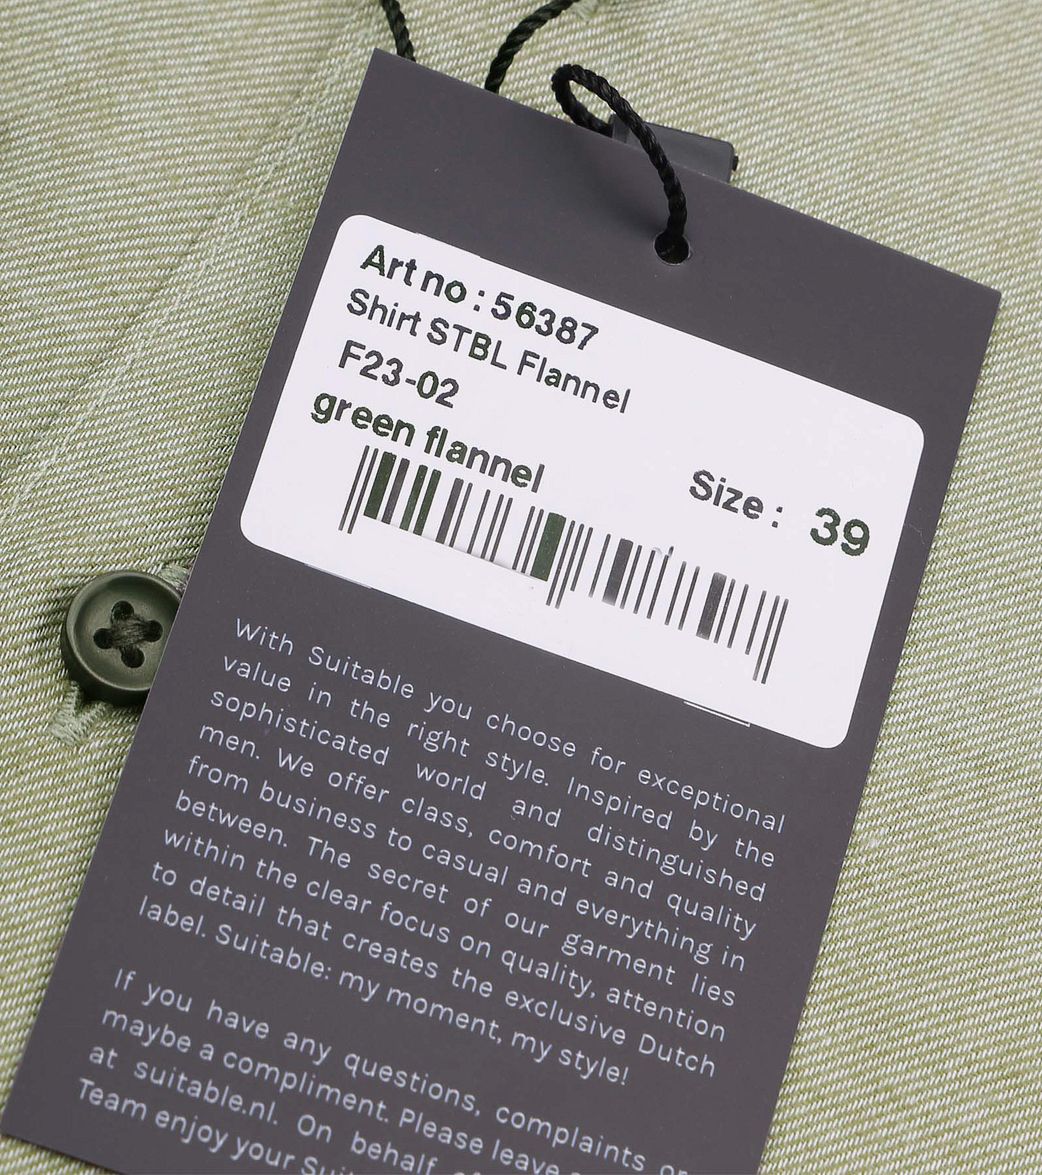 Art no : 56387
Shirt STBL Flannel
F23-02
green flannel
Size : 39
With Suitable you choose for exceptional
value in the right style. Inspired by the
sophisticated world and distinguished
men. We offer class, comfort and quality
from business to casual and everything in
between. The secret of our garment lies
within the clear focus on quality, attention
to detail that creates the exclusive Dutch
label. Suitable: my moment, my style!
If you have any questions, complaints or
maybe a compliment. Please leave
at suitable.nl. On behalf
Team enjoy your